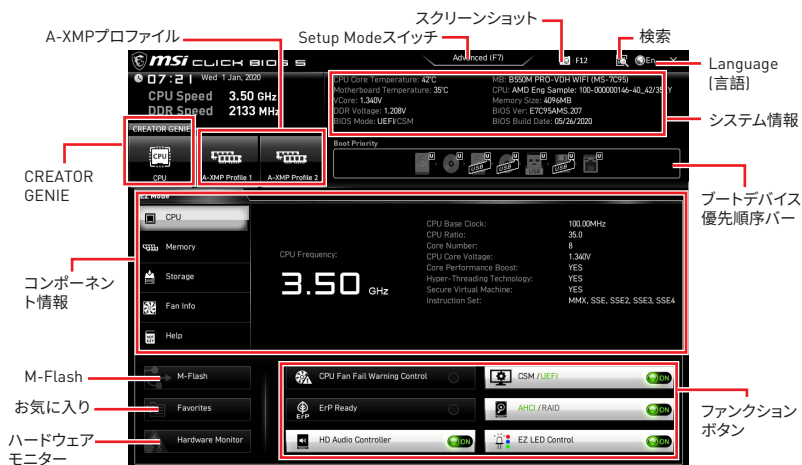 スクリーンショット
A-XMPプロファイル
Setup Modeスイッチ
検索
msi CLICK BIOS 5
Advanced (F7)
F12
En
Language
(言語)
07:21 Wed 1 Jan, 2020
CPU Speed 3.50 GHz
DDR Speed 2133 MHz
CPU Core Temperature: 42°C
Motherboard Temperature: 35°C
VCore: 1.340V
DDR Voltage: 1.208V
BIOS Mode: UEFI/CSM
MB: B550M PRO-VDH WIFI (MS-7C95)
CPU: AMD Eng Sample: 100-000000146-40_42/35_Y
Memory Size: 4096MB
BIOS Ver: E7C95AMS.207
BIOS Build Date: 05/26/2020
システム情報
CREATOR GENIE
CPU
A-XMP Profile 1
A-XMP Profile 2
Boot Priority
U U U U U U U
USB USB USB USB
CREATOR
GENIE
ブートデバイス
優先順序バー
EZ Mode
CPU
Memory
Storage
Fan Info
Help
CPU Frequency:
3.50 GHz
CPU Base Clock: 100.00MHz
CPU Ratio: 35.0
Core Number: 8
CPU Core Voltage: 1.340V
Core Performance Boost: YES
Hyper-Threading Technology: YES
Secure Virtual Machine: YES
Instruction Set: MMX, SSE, SSE2, SSE3, SSE4
コンポーネン
ト情報
M-Flash
お気に入り
ハードウェア
モニター
M-Flash
Favorites
Hardware Monitor
CPU Fan Fail Warning Control
CSM /UEFI ON
ErP
ErP Ready
AHCI /RAID ON
HD Audio Controller ON
EZ LED Control ON
ファンクション
ボタン